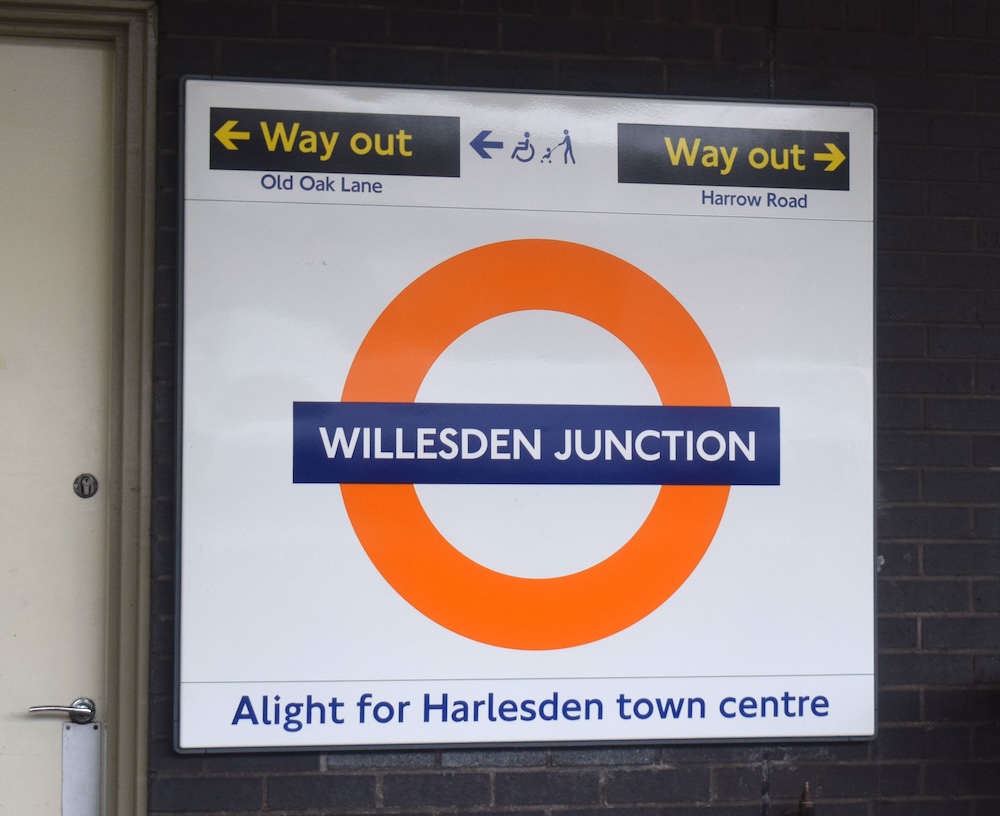 Way out
Old Oak Lane
Way out
Harrow Road
WILLESDEN JUNCTION
Alight for Harlesden town centre